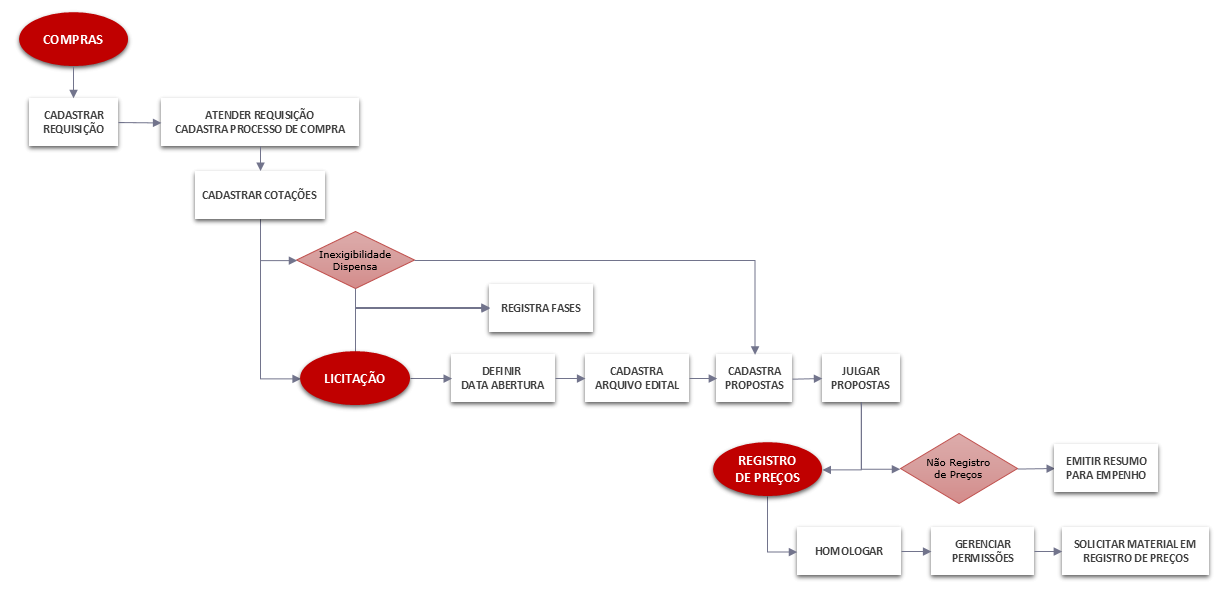 COMPRAS
CADASTRAR
REQUISIÇÃO
ATENDER REQUISIÇÃO
CADASTRA PROCESSO DE COMPRA
CADASTRAR COTAÇÕES
Inexigibilidade
Dispensa
REGISTRA FASES
LICITAÇÃO
DEFINIR
DATA ABERTURA
CADASTRA
ARQUIVO EDITAL
CADASTRA
PROPOSTAS
JULGAR
PROPOSTAS
REGISTRO
DE PREÇOS
Não Registro
de Preços
EMITIR RESUMO
PARA EMPENHO
HOMOLOGAR
GERENCIAR
PERMISSÕES
SOLICITAR MATERIAL EM
REGISTRO DE PREÇOS